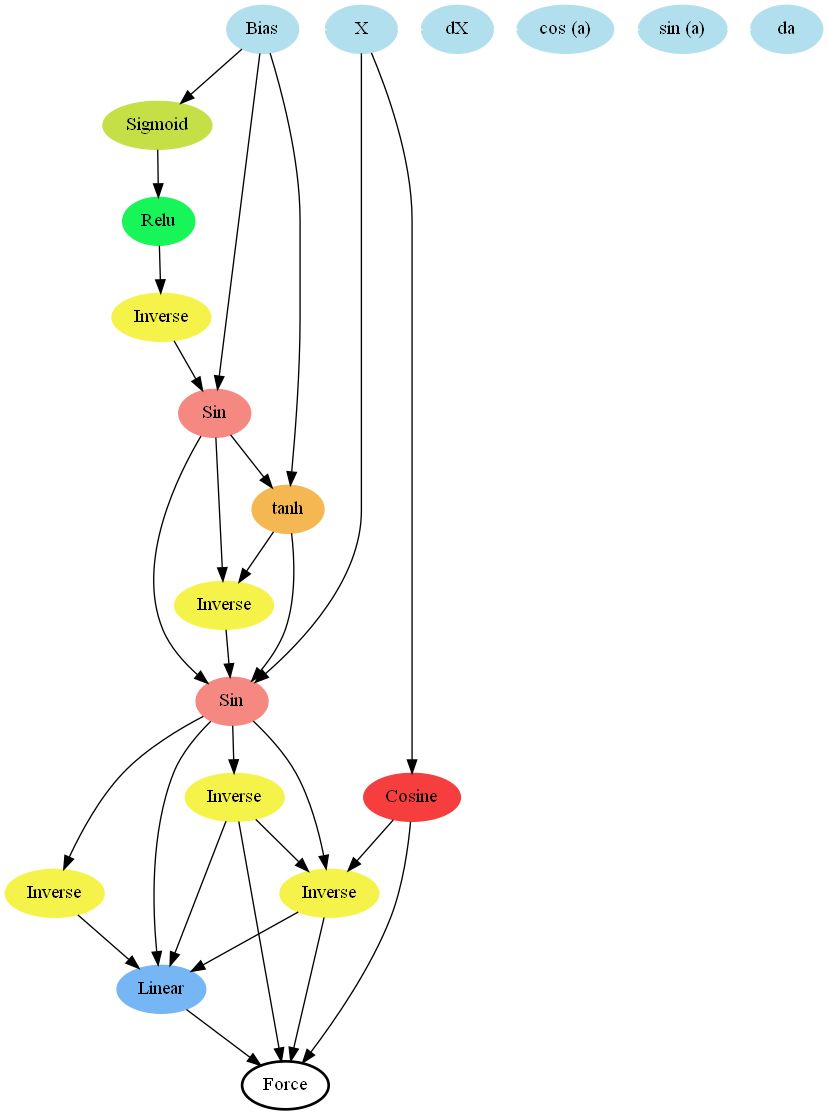 Bias
X
dX
cos (a)
sin (a)
da
Sigmoid
Relu
Inverse
Sin
tanh
Inverse
Sin
Inverse
Cosine
Inverse
Inverse
Linear
Force